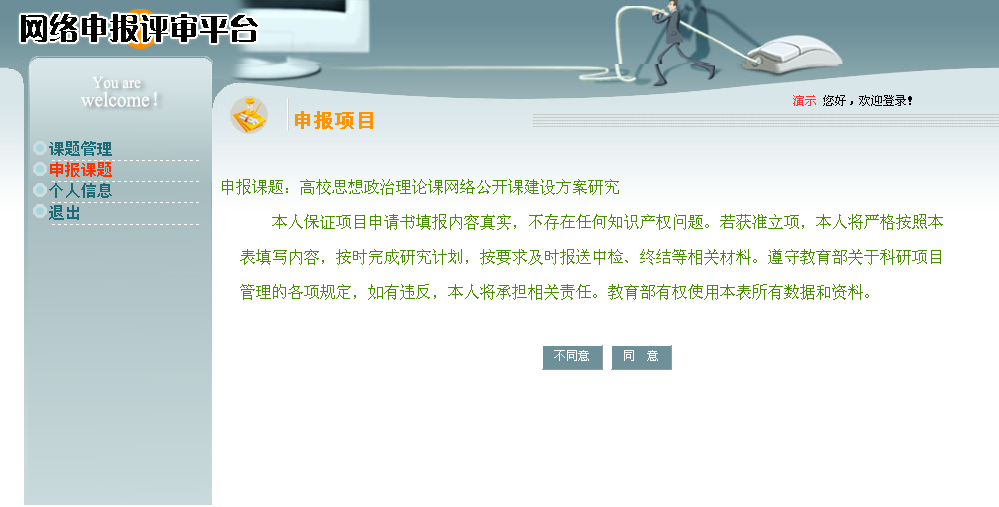 网络申报评审平台
You are
welcome!
演示 您好,欢迎登录!
申报项目
课题管理
申报课题
个人信息
退出
申报课题：高校思想政治理论课网络公开课建设方案研究
本人保证项目申请书填报内容真实，不存在任何知识产权问题。若获准立项，本人将严格按照本
表填写内容，按时完成研究计划，按要求及时报送中检、终结等相关材料。遵守教育部关于科研项目
管理的各项规定，如有违反，本人将承担相关责任。教育部有权使用本表所有数据和资料。
不同意 同 意